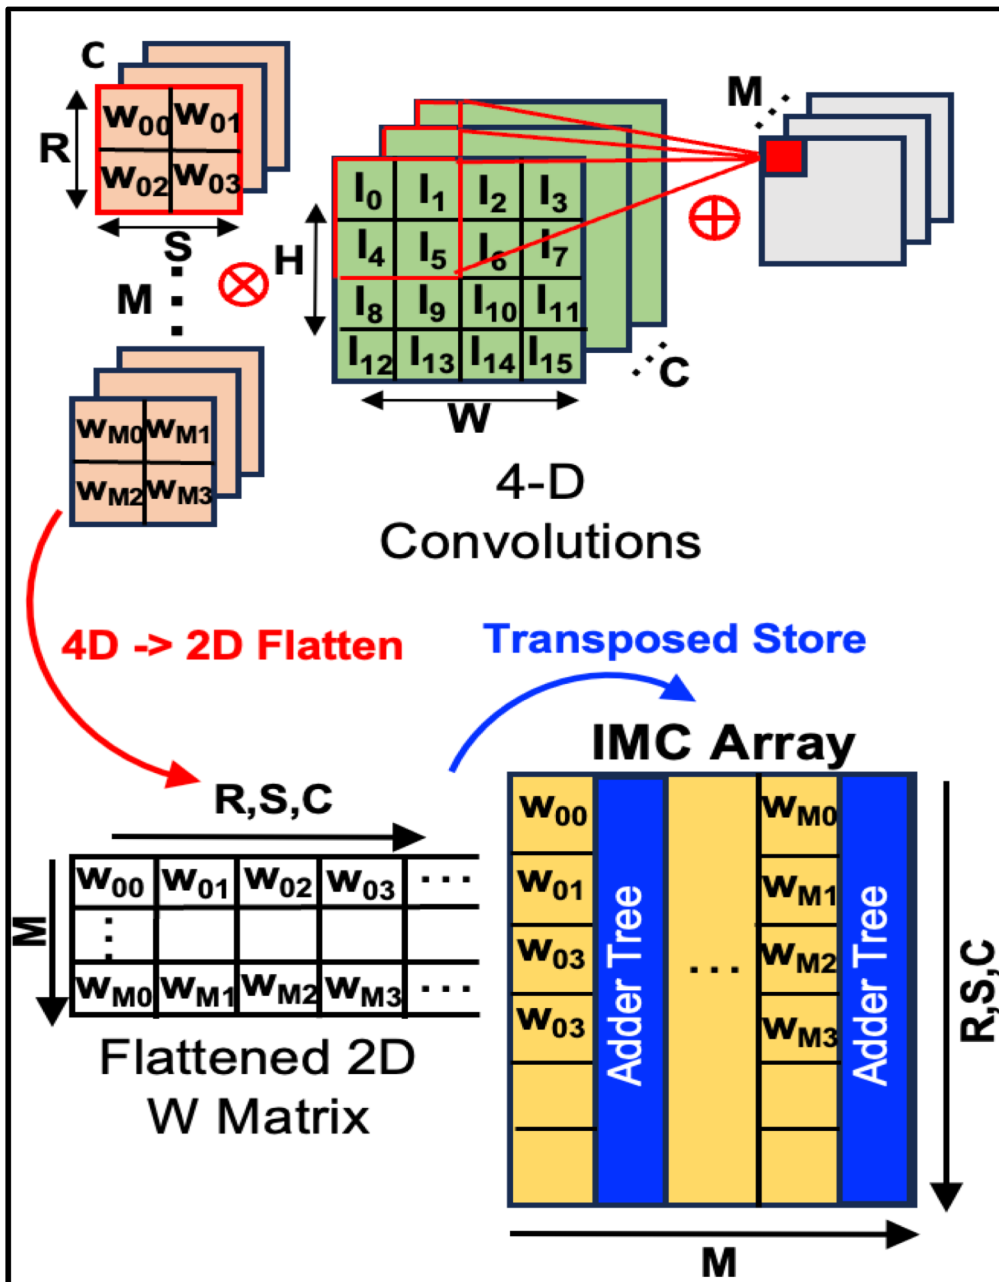 C
R
W00 W01
W02 W03
S
M
WM0 WM1
WM2 WM3
H
I0 I1 I2 I3
I4 I5 I6 I7
I8 I9 I10 I11
I12 I13 I14 I15
W
C
M
4-D
Convolutions
4D -> 2D Flatten
Transposed Store
R,S,C
M
W00 W01 W02 W03 ...
...
WM0 WM1 WM2 WM3 ...
Flattened 2D
W Matrix
IMC Array
W00
W01
W03
W03
Adder Tree
...
WM0
WM1
WM2
WM3
Adder Tree
R,S,C
M